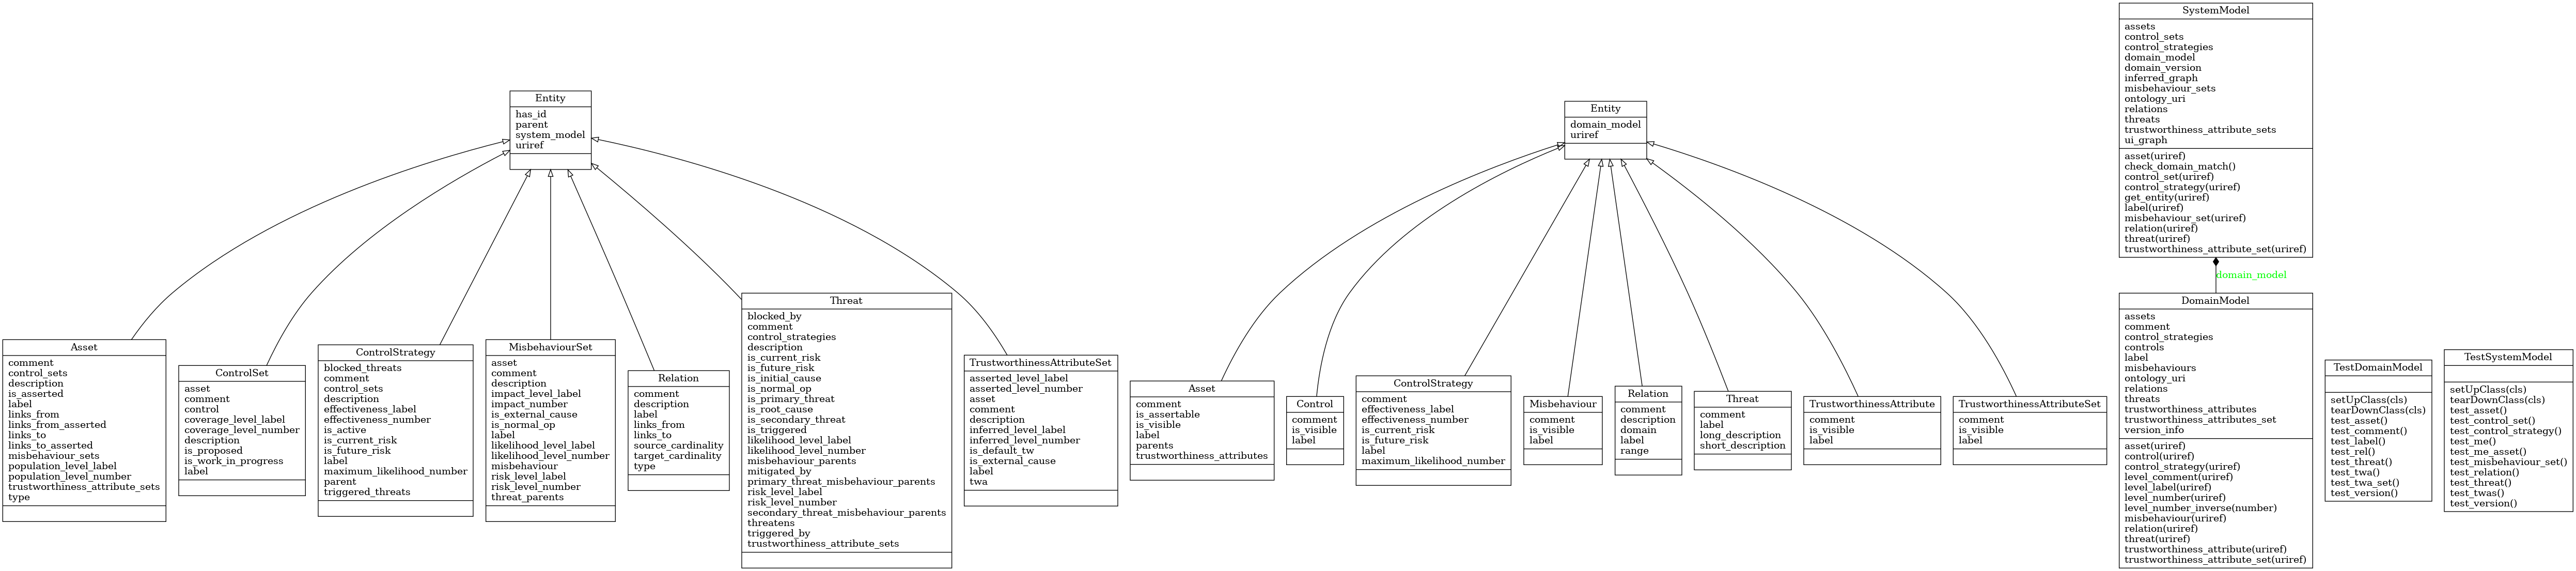 SystemModel
assets
control_sets
control_strategies
domain_model
domain_version
inferred_graph
misbehaviour_sets
ontology_uri
relations
threats
trustworthiness_attribute_sets
ui_graph
asset(uriref)
check_domain_match()
control_set(uriref)
control_strategy(uriref)
get_entity(uriref)
label(uriref)
misbehaviour_set(uriref)
relation(uriref)
threat(uriref)
trustworthiness_attribute_set(uriref)
Entity
has_id
parent
system_model
uriref
Entity
domain_model
uriref
domain_model
Asset
comment
control_sets
description
is_asserted
label
links_from
links_from_asserted
links_to
links_to_asserted
misbehaviour_sets
population_level_label
population_level_number
trustworthiness_attribute_sets
type
ControlSet
asset
comment
control
coverage_level_label
coverage_level_number
description
is_proposed
is_work_in_progress
label
ControlStrategy
blocked_threats
comment
control_sets
description
effectiveness_label
effectiveness_number
is_active
is_current_risk
is_future_risk
label
maximum_likelihood_number
parent
triggered_threats
MisbehaviourSet
asset
comment
description
impact_level_label
impact_number
is_external_cause
is_normal_op
label
likelihood_level_label
likelihood_level_number
misbehaviour
risk_level_label
risk_level_number
threat_parents
Relation
comment
description
label
links_from
links_to
source_cardinality
target_cardinality
type
Threat
blocked_by
comment
control_strategies
description
is_current_risk
is_future_risk
is_initial_cause
is_normal_op
is_primary_threat
is_root_cause
is_secondary_threat
is_triggered
likelihood_level_label
likelihood_level_number
misbehaviour_parents
mitigated_by
primary_threat_misbehaviour_parents
risk_level_label
risk_level_number
secondary_threat_misbehaviour_parents
threatens
triggered_by
trustworthiness_attribute_sets
TrustworthinessAttributeSet
asserted_level_label
asserted_level_number
asset
comment
description
inferred_level_label
inferred_level_number
is_default_tw
is_external_cause
label
twa
Asset
comment
is_assertable
is_visible
label
parents
trustworthiness_attributes
Control
comment
is_visible
label
ControlStrategy
comment
effectiveness_label
effectiveness_number
is_current_risk
is_future_risk
label
maximum_likelihood_number
Misbehaviour
comment
is_visible
label
Relation
comment
description
domain
label
range
Threat
comment
label
long_description
short_description
TrustworthinessAttribute
comment
is_visible
label
TrustworthinessAttributeSet
comment
is_visible
label
DomainModel
assets
comment
control_strategies
controls
label
misbehaviours
ontology_uri
relations
threats
trustworthiness_attributes
trustworthiness_attributes_set
version_info
asset(uriref)
control(uriref)
control_strategy(uriref)
level_comment(uriref)
level_label(uriref)
level_number(uriref)
level_number_inverse(number)
misbehaviour(uriref)
relation(uriref)
threat(uriref)
trustworthiness_attribute(uriref)
trustworthiness_attribute_set(uriref)
TestDomainModel
setUpClass(cls)
tearDownClass(cls)
test_asset()
test_comment()
test_label()
test_rel()
test_threat()
test_twa()
test_twa_set()
test_version()
TestSystemModel
setUpClass(cls)
tearDownClass(cls)
test_asset()
test_control_set()
test_control_strategy()
test_me()
test_me_asset()
test_misbehaviour_set()
test_relation()
test_threat()
test_twas()
test_version()